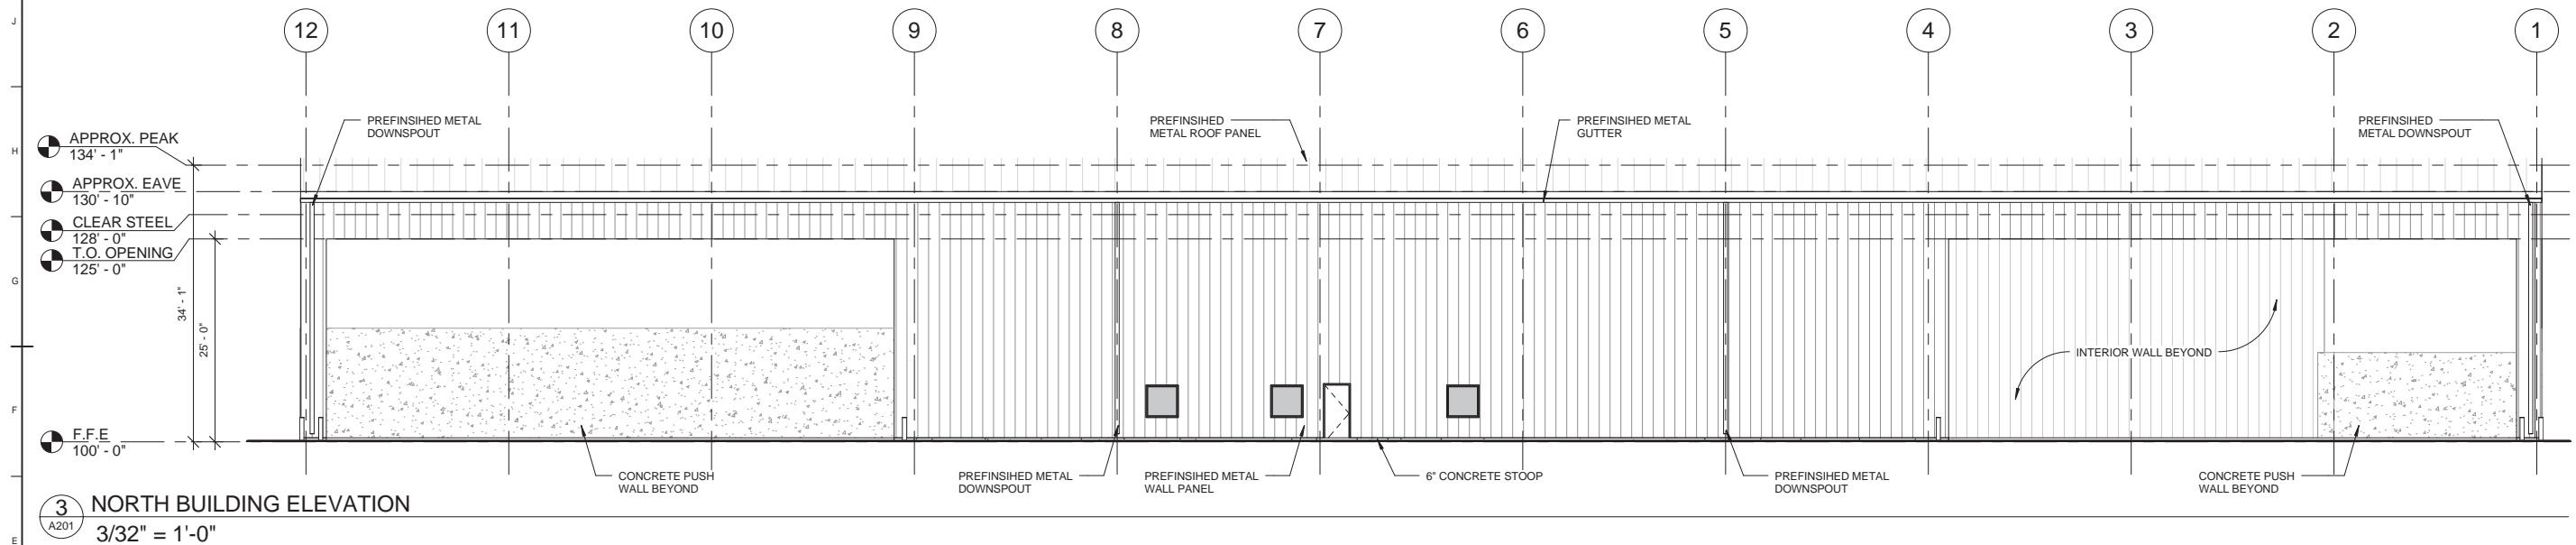 J
12 11 10 9 8 7 6 5 4 3 2 1
PREFINSIHED METAL
DOWNSPOUT
PREFINSIHED
METAL ROOF PANEL
PREFINSIHED METAL
GUTTER
PREFINSIHED
METAL DOWNSPOUT
H
APPROX. PEAK
134' - 1"
APPROX. EAVE
130' - 10"
CLEAR STEEL
128' - 0"
T.O. OPENING
125' - 0"
G
34' - 1"
25' - 0"
INTERIOR WALL BEYOND
F
F.F.E
100' - 0"
CONCRETE PUSH
WALL BEYOND
PREFINSIHED METAL
DOWNSPOUT
PREFINSIHED METAL
WALL PANEL
6" CONCRETE STOOP
PREFINSIHED METAL
DOWNSPOUT
CONCRETE PUSH
WALL BEYOND
3
A201
NORTH BUILDING ELEVATION
3/32" = 1'-0"
E